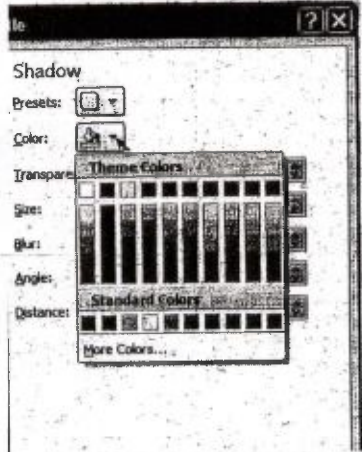 le
Shadow
Presets:
Color:
Theme Colors
Transpare
Size:
Blur:
Angle:
Standard Colors
Distance:
More Colors...